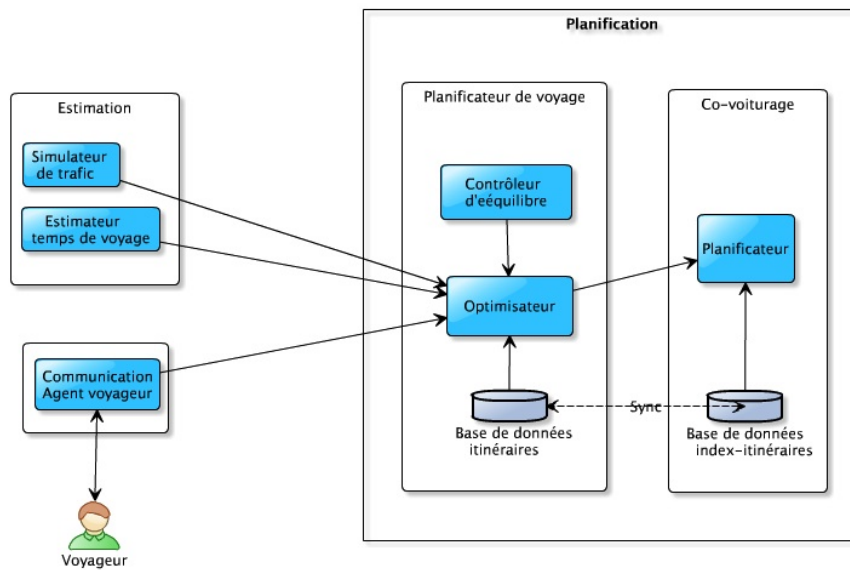 Planification
Estimation
Simulateur
de trafic
Estimateur
temps de voyage
Communication
Agent voyageur
Voyageur
Planificateur de voyage
Contrôleur
d'eéquilibre
Optimisateur
Base de données
itinéraires
Sync
Co-voiturage
Planificateur
Base de données
index-itinéraires